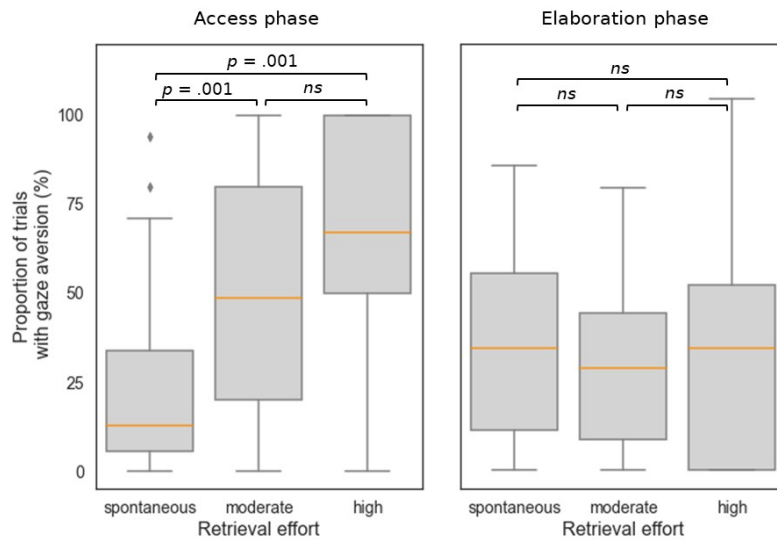 Access phase
Elaboration phase
p = .001
p = .001
ns
ns
ns
ns
100
75
50
25
0
Proportion of trials
with gaze aversion (%)
spontaneous moderate high
Retrieval effort
spontaneous moderate high
Retrieval effort